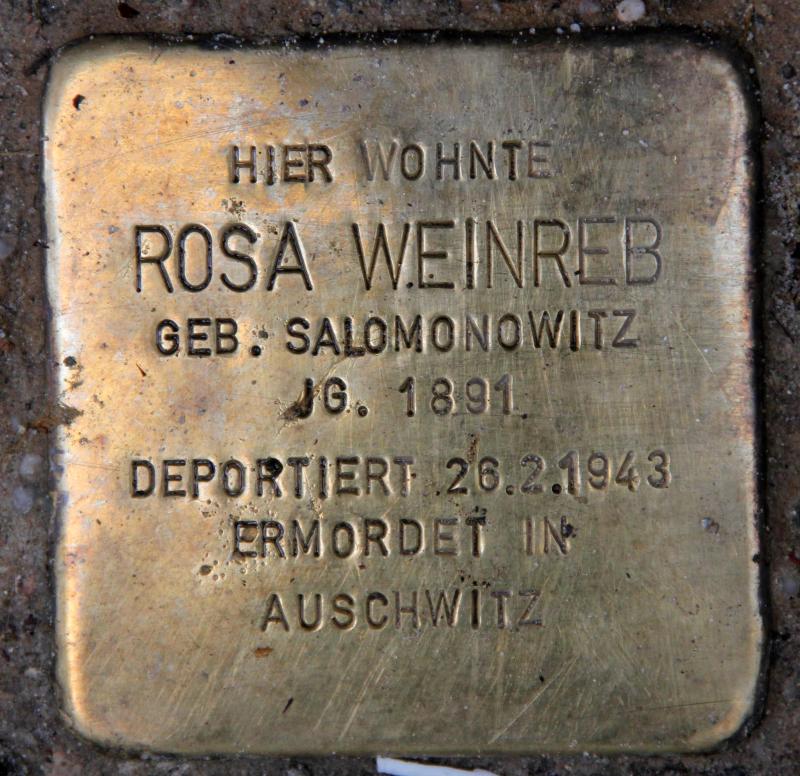 HIER WOHNTE
ROSA WEINREB
GEB. SALOMONOWITZ
JG. 1891
DEPORTIERT 26.2.1943
ERMORDET IN
AUSCHWITZ